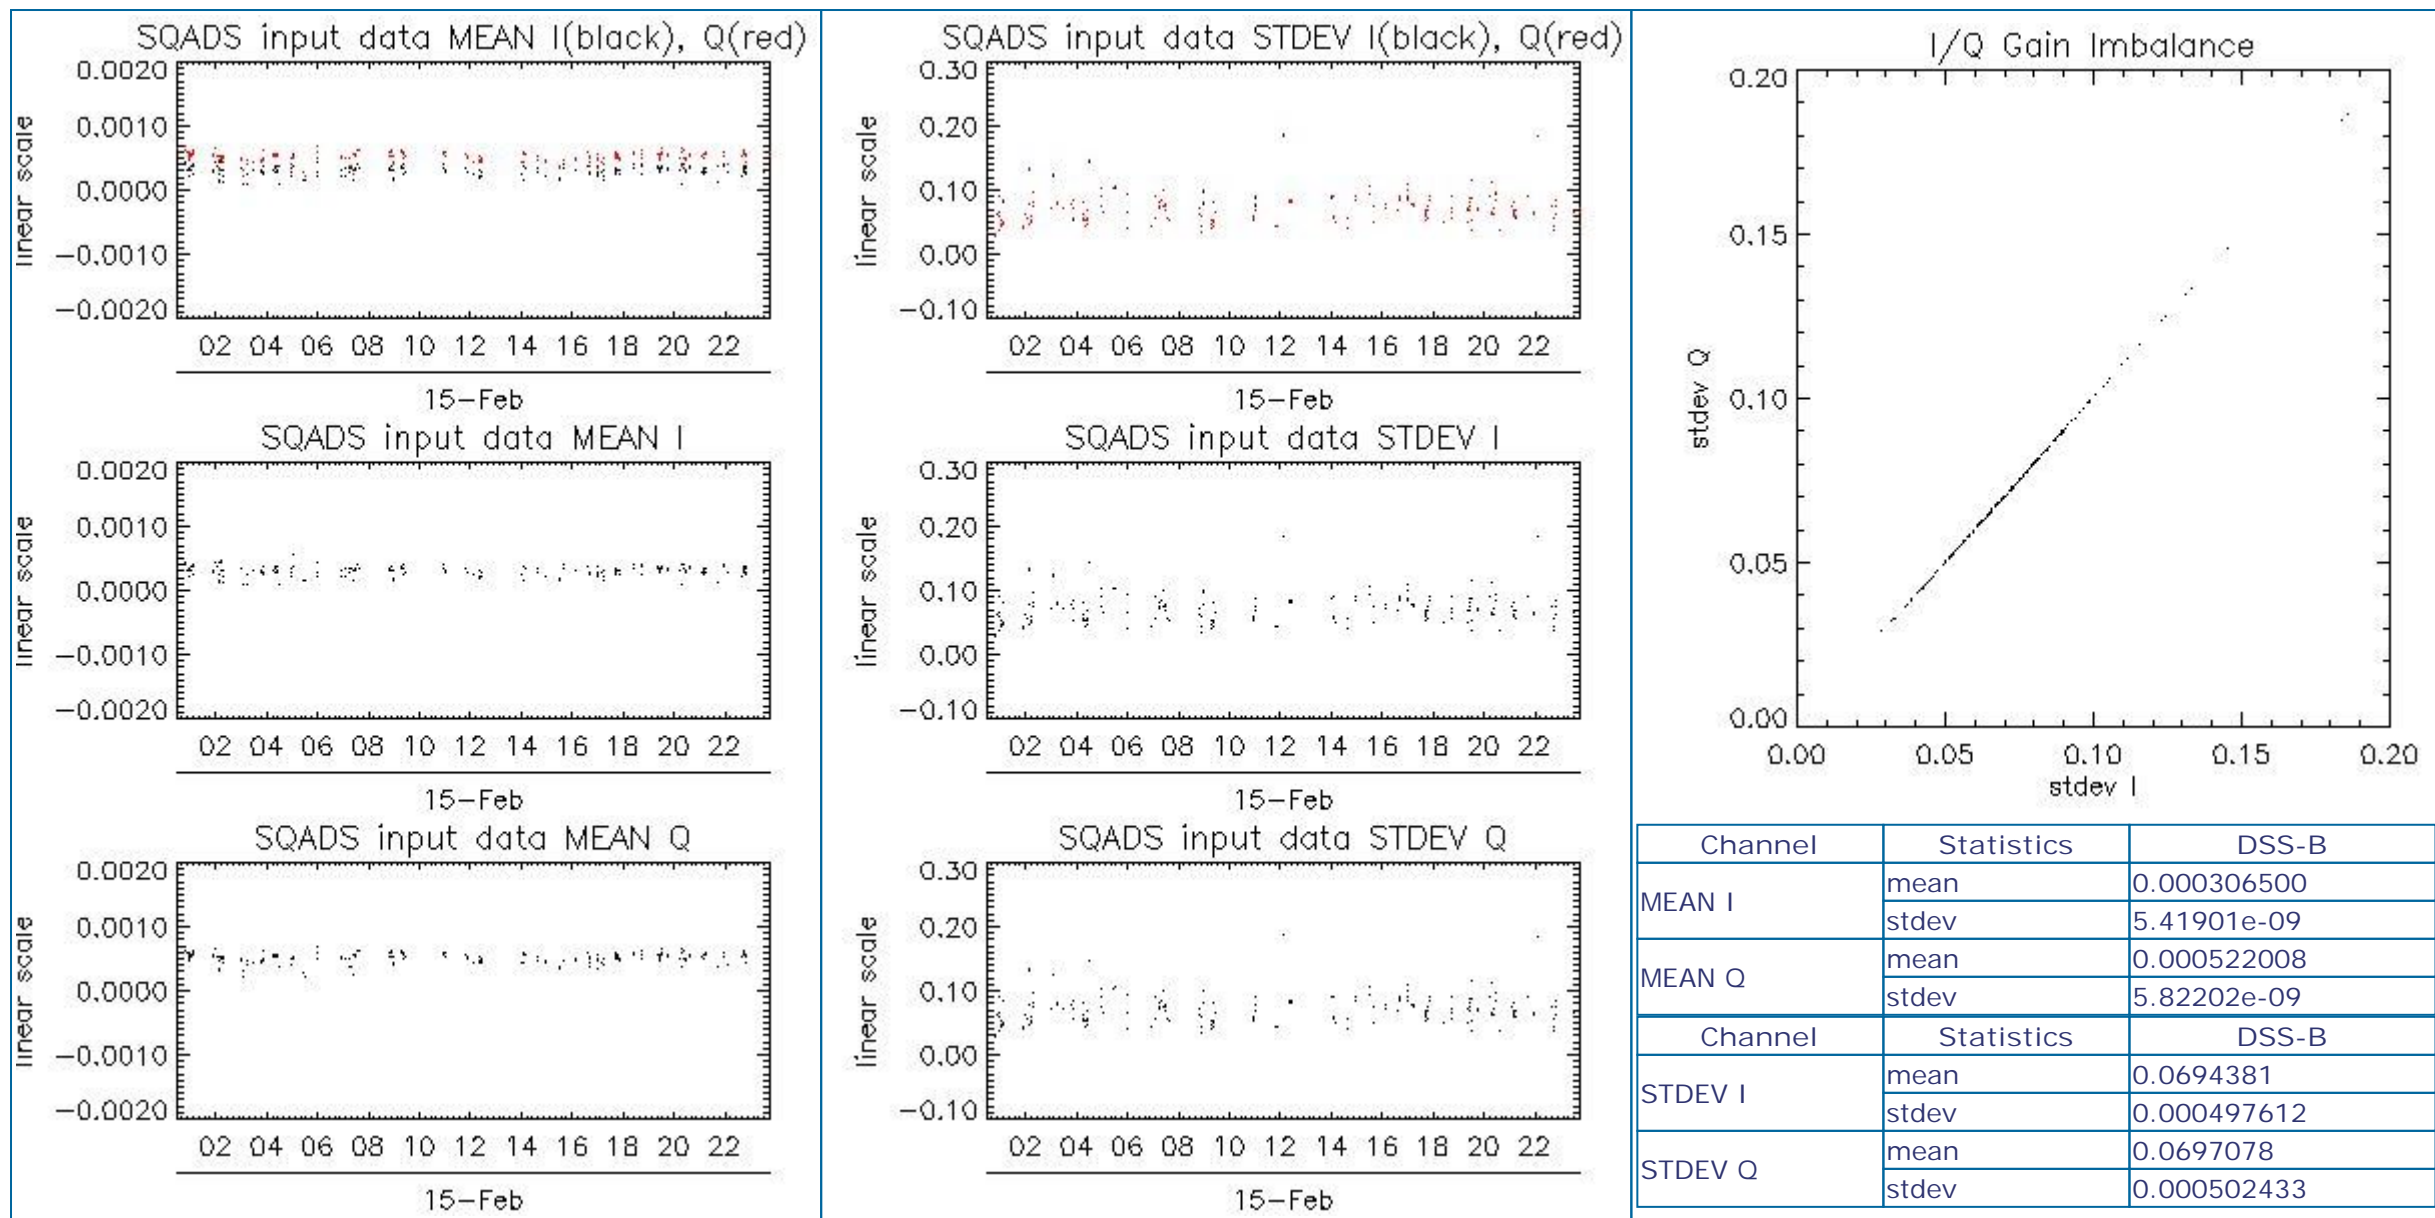 SQADS input data MEAN I(black), Q(red)
linear scale
0.0020
0.0010
0.0000
−0.0010
−0.0020
02 04 06 08 10 12 14 16 18 20 22
15−Feb
SQADS input data MEAN I
linear scale
0.0020
0.0010
0.0000
−0.0010
−0.0020
02 04 06 08 10 12 14 16 18 20 22
15−Feb
SQADS input data MEAN Q
linear scale
0.0020
0.0010
0.0000
−0.0010
−0.0020
02 04 06 08 10 12 14 16 18 20 22
15−Feb
SQADS input data STDEV I(black), Q(red)
linear scale
0.30
0.20
0.10
0.00
−0.10
02 04 06 08 10 12 14 16 18 20 22
15−Feb
SQADS input data STDEV I
linear scale
0.30
0.20
0.10
0.00
−0.10
02 04 06 08 10 12 14 16 18 20 22
15−Feb
SQADS input data STDEV Q
linear scale
0.30
0.20
0.10
0.00
−0.10
02 04 06 08 10 12 14 16 18 20 22
15−Feb
I/Q Gain Imbalance
stdev Q
0.20
0.15
0.10
0.05
0.00
0.00 0.05 0.10 0.15 0.20
stdev I
Channel Statistics DSS-B
MEAN I
mean 0.000306500
stdev 5.41901e-09
MEAN Q
mean 0.000522008
stdev 5.82202e-09
Channel Statistics DSS-B
STDEV I
mean 0.0694381
stdev 0.000497612
STDEV Q
mean 0.0697078
stdev 0.000502433